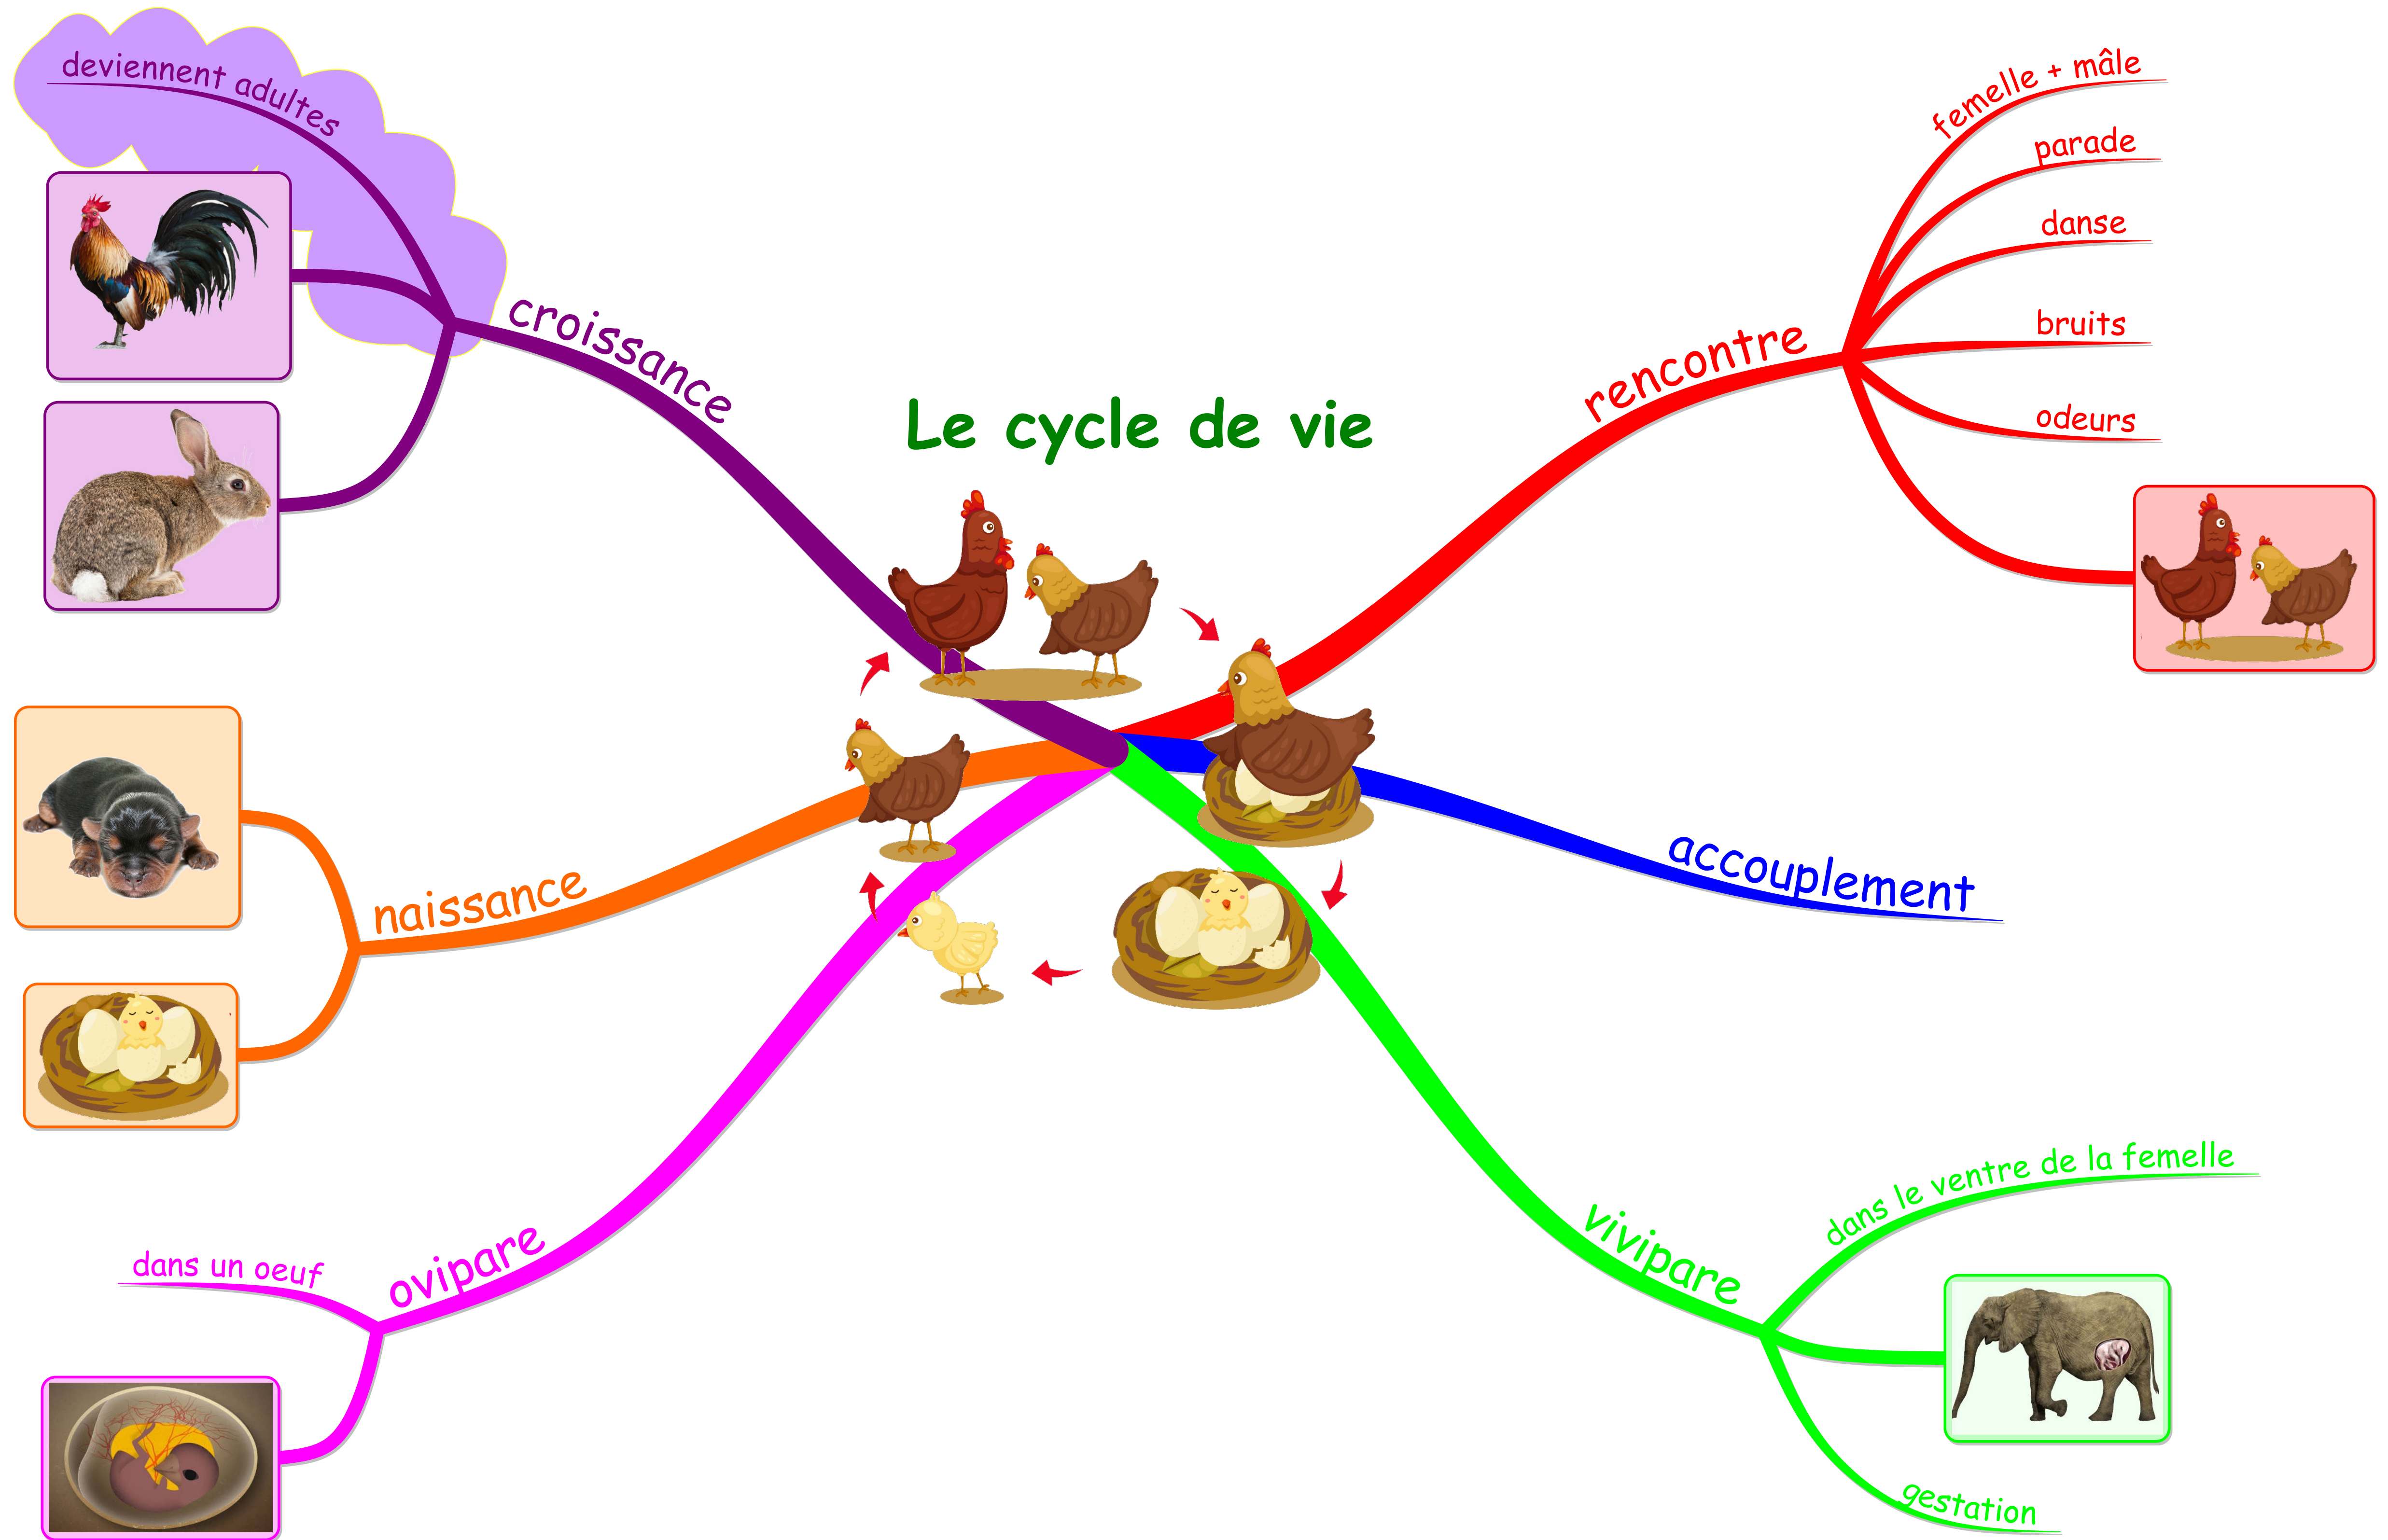 Le cycle de vie
rencontre
femelle + mâle
parade
danse
bruits
odeurs
accouplement
vivipare
dans le ventre de la femelle
gestation
ovipare
dans un oeuf
naissance
croissance
deviennent adultes